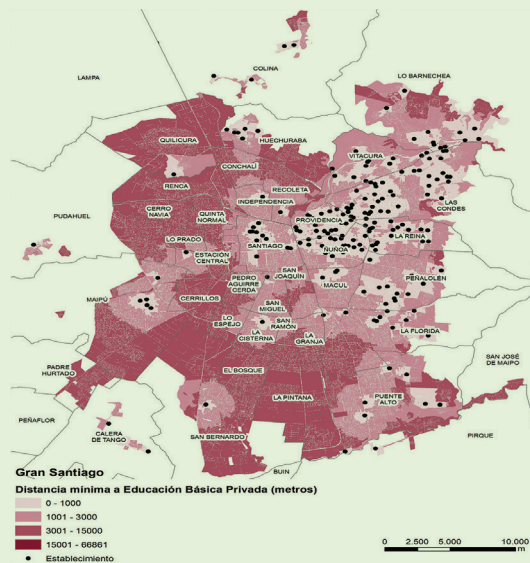 COLINA
LAMPA
LO BARNECHEA
QUILICURA
HUECHURABA
CONCHALÍ
VITACURA
RENCA
RECOLETA
INDEPENDENCIA
LAS
CONDES
CERRO
NAVIA
QUINTA
NORMAL
PROVIDENCIA
PUDAHUEL
LO PRADO
SANTIAGO
LA REINA
ÑUÑOA
ESTACIÓN
CENTRAL
PEDRO
AGUIRRE
CERDA
SAN
JOAQUÍN
MACUL
PEÑALOLÉN
MAIPÚ
CERRILLOS
SAN
MIGUEL
LO
ESPEJO
SAN
RAMÓN
LA
CISTERNA
LA
GRANJA
LA FLORIDA
PADRE
HURTADO
EL BOSQUE
SAN JOSÉ
DE MAIPO
LA PINTANA
PUENTE
ALTO
PEÑAFLOR
CALERA
DE TANGO
SAN BERNARDO
PIRQUE
BUIN
Gran Santiago
Distancia mínima a Educación Básica Privada (metros)
0 - 1000
1001 - 3000
3001 - 15000
15001 - 66861
Establecimiento
0 2.500 5.000 10.000
m